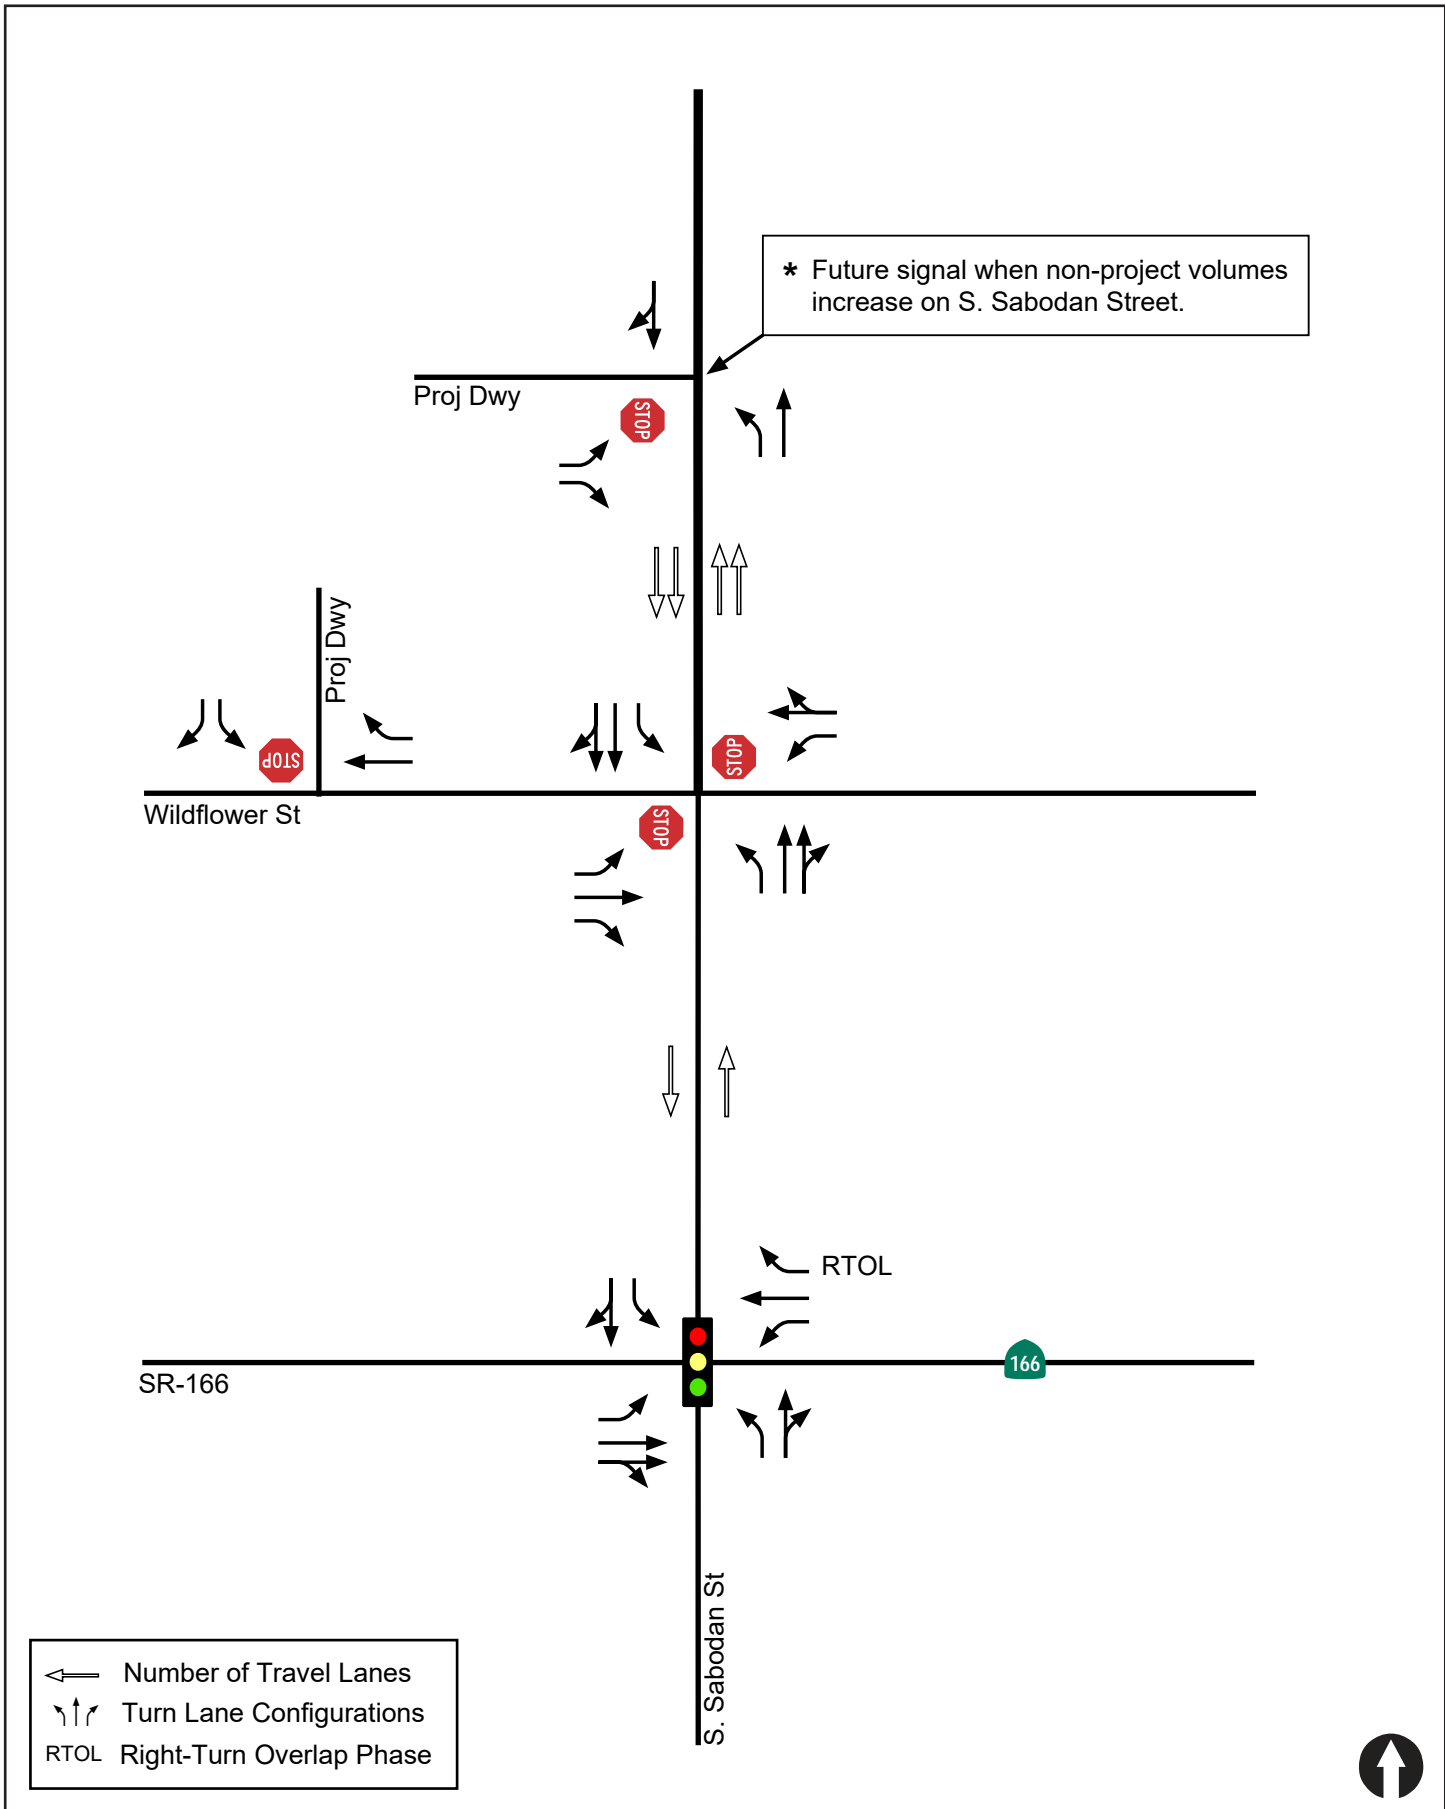 * Future signal when non-project volumes
increase on S. Sabodan Street.
Proj Dwy
STOP
Proj Dwy
STOP
STOP
Wildflower St
STOP
RTOL
SR-166
166
S. Sabodan St
Number of Travel Lanes
Turn Lane Configurations
RTOL Right-Turn Overlap Phase